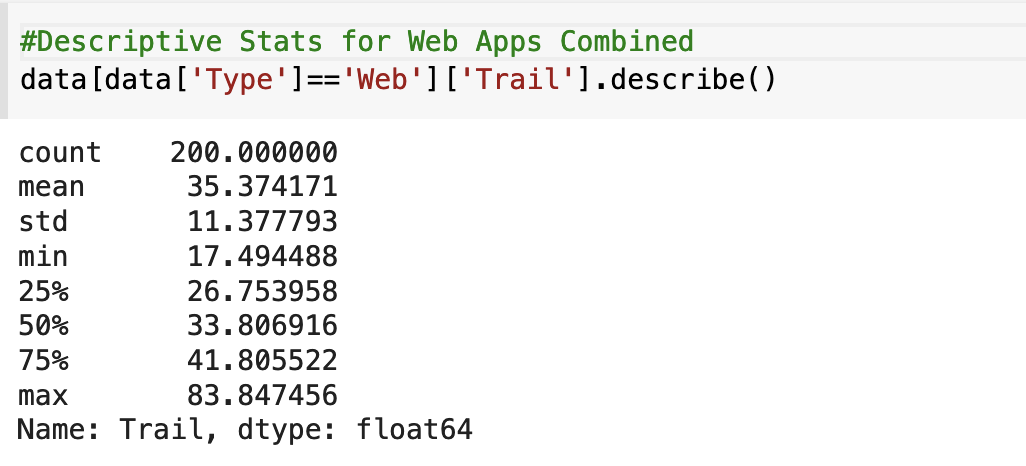 #Descriptive Stats for Web Apps Combined
data[data['Type']=='Web']['Trail'].describe()
count    200.000000
mean      35.374171
std       11.377793
min       17.494488
25%       26.753958
50%       33.806916
75%       41.805522
max       83.847456
Name: Trail, dtype: float64